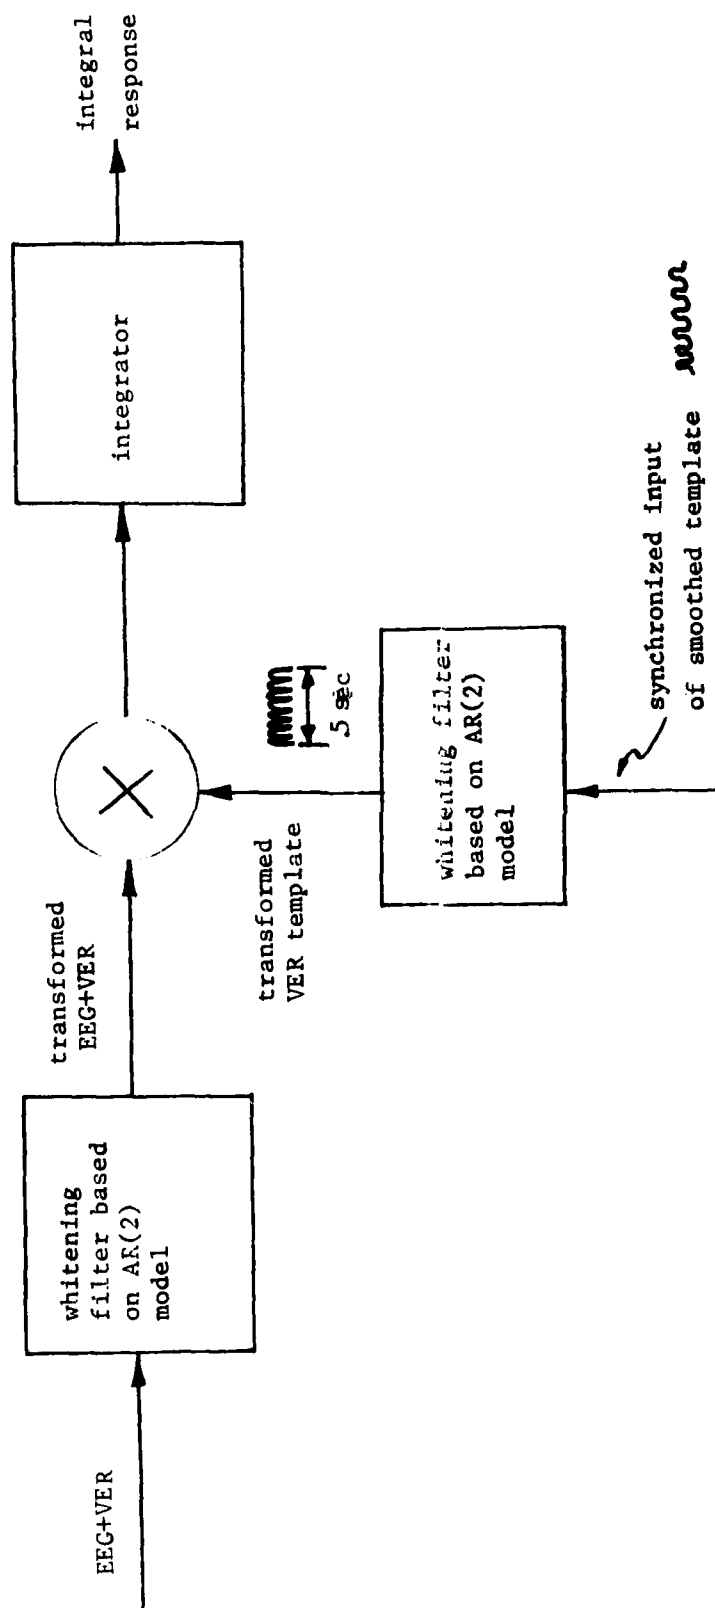 EEG+VER
whitening
filter based
on AR(2)
model
transformed
EEG+VER
transformed
VER template
5 sec
whitening filter
based on AR(2)
model
synchronized input
of smoothed template
integrator
integral
response